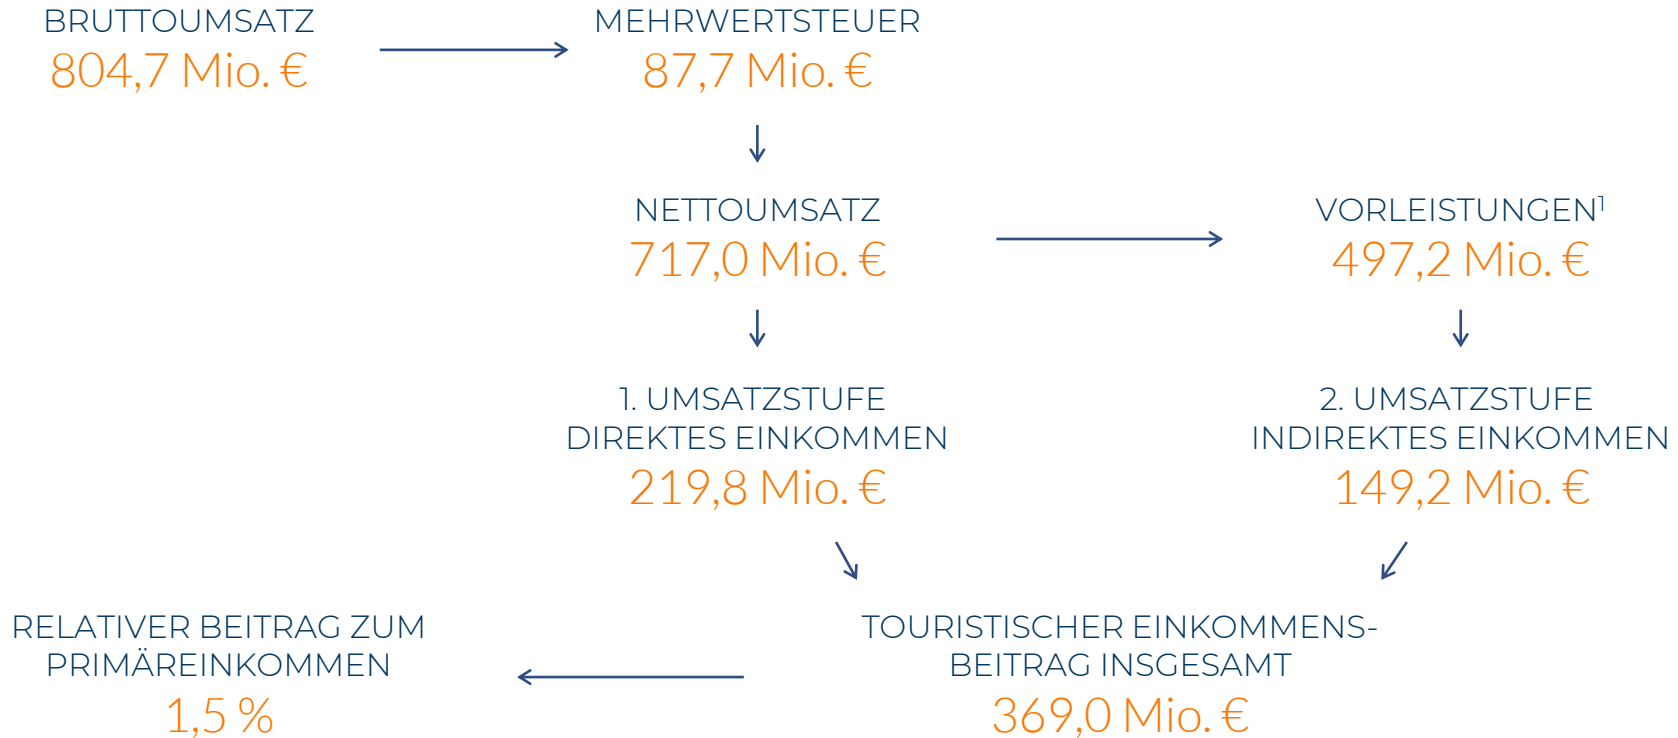 BRUTTOUMSATZ
804,7 Mio. €
MEHRWERTSTEUER
87,7 Mio. €
NETTOUMSATZ
717,0 Mio. €
VORLEISTUNGEN¹
497,2 Mio. €
1. UMSATZSTUFE
DIREKTES EINKOMMEN
219,8 Mio. €
2. UMSATZSTUFE
INDIREKTES EINKOMMEN
149,2 Mio. €
RELATIVER BEITRAG ZUM
PRIMÄREINKOMMEN
1,5 %
TOURISTISCHER EINKOMMENS-
BEITRAG INSGESAMT
369,0 Mio. €